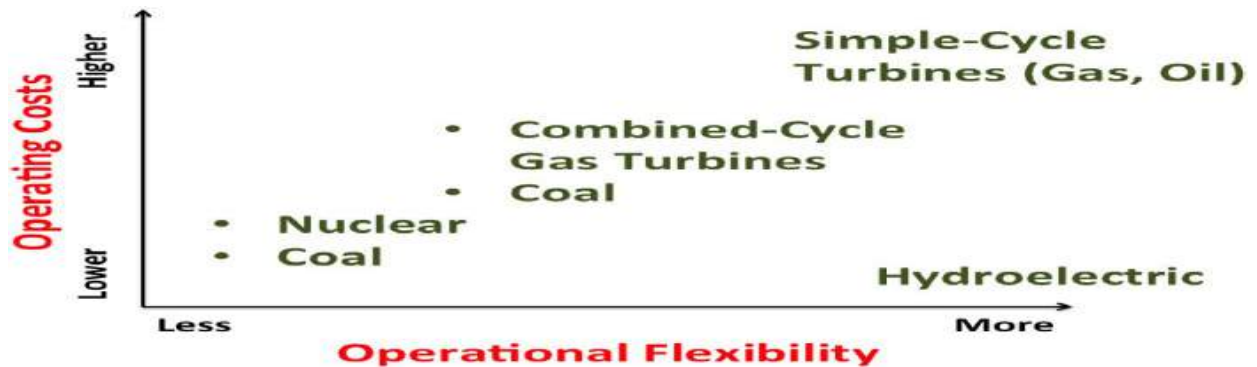 Operating Costs
Higher
Lower
Simple-Cycle
Turbines (Gas, Oil)
• Combined-Cycle
Gas Turbines
• Coal
• Nuclear
• Coal
Hydroelectric
Less
More
Operational Flexibility